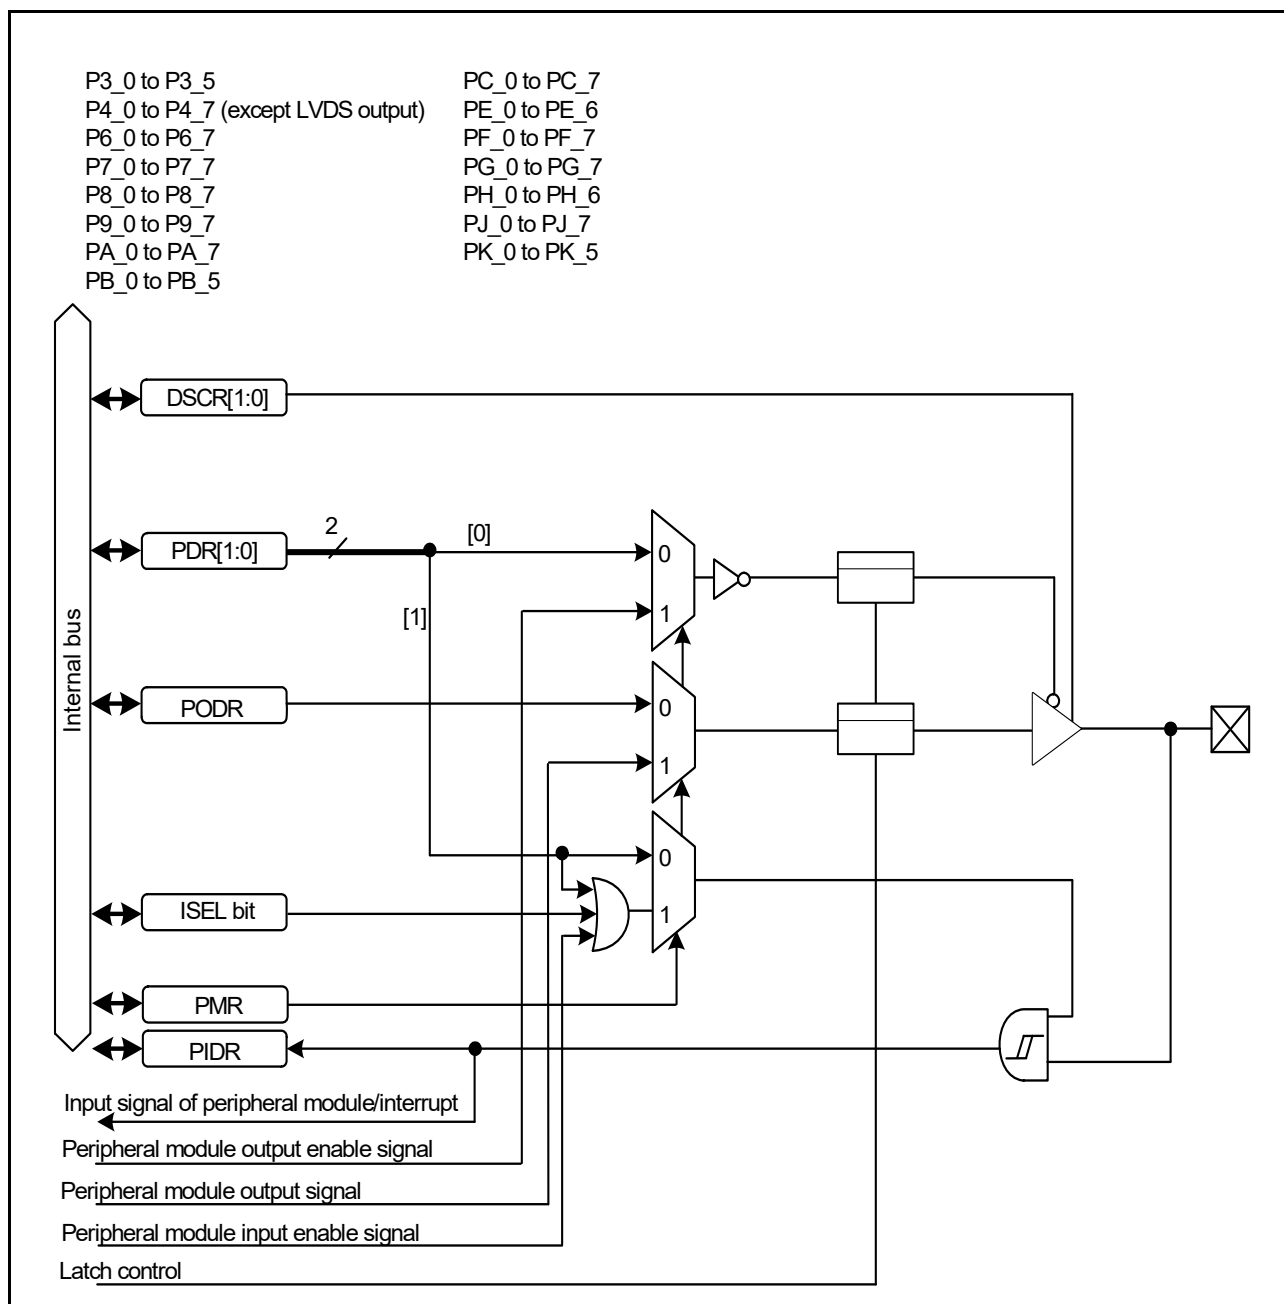 P3_0 to P3_5
P4_0 to P4_7 (except LVDS output)
P6_0 to P6_7
P7_0 to P7_7
P8_0 to P8_7
P9_0 to P9_7
PA_0 to PA_7
PB_0 to PB_5
PC_0 to PC_7
PE_0 to PE_6
PF_0 to PF_7
PG_0 to PG_7
PH_0 to PH_6
PJ_0 to PJ_7
PK_0 to PK_5
Internal bus
DSCR[1:0]
PDR[1:0]
2
[0]
[1]
0
1
PODR
0
1
0
ISEL bit
1
PMR
PIDR
Input signal of peripheral module/interrupt
Peripheral module output enable signal
Peripheral module output signal
Peripheral module input enable signal
Latch control